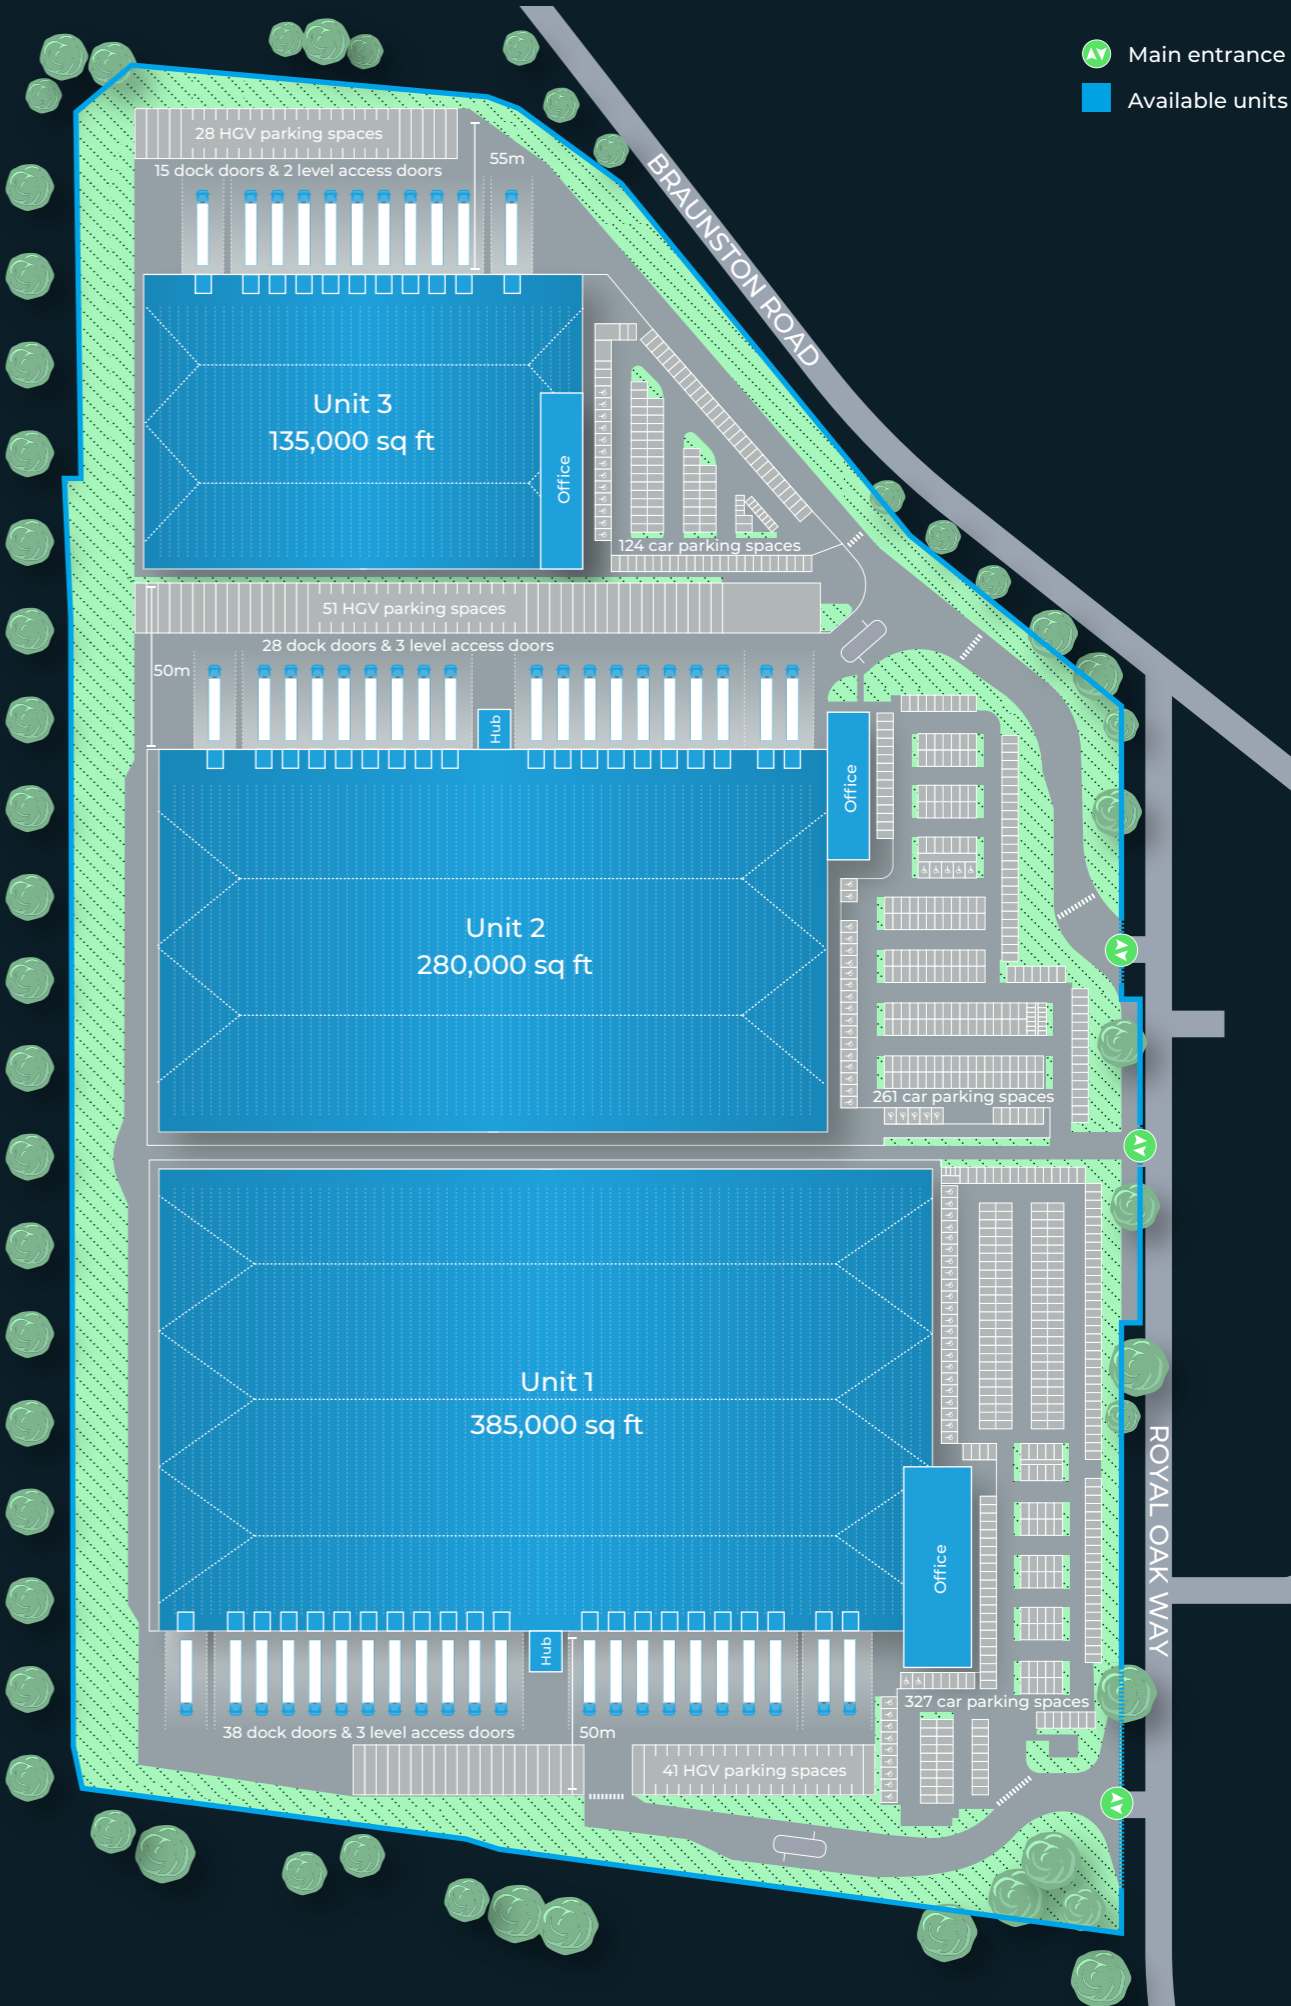 Main entrance
Available units
28 HGV parking spaces
55m
15 dock doors & 2 level access doors
BRAUNSTON ROAD
Unit 3
135,000 sq ft
Office
124 car parking spaces
51 HGV parking spaces
28 dock doors & 3 level access doors
50m
Hub
Office
Unit 2
280,000 sq ft
261 car parking spaces
Unit 1
385,000 sq ft
ROYAL OAK WAY
Office
Hub
327 car parking spaces
38 dock doors & 3 level access doors
50m
41 HGV parking spaces